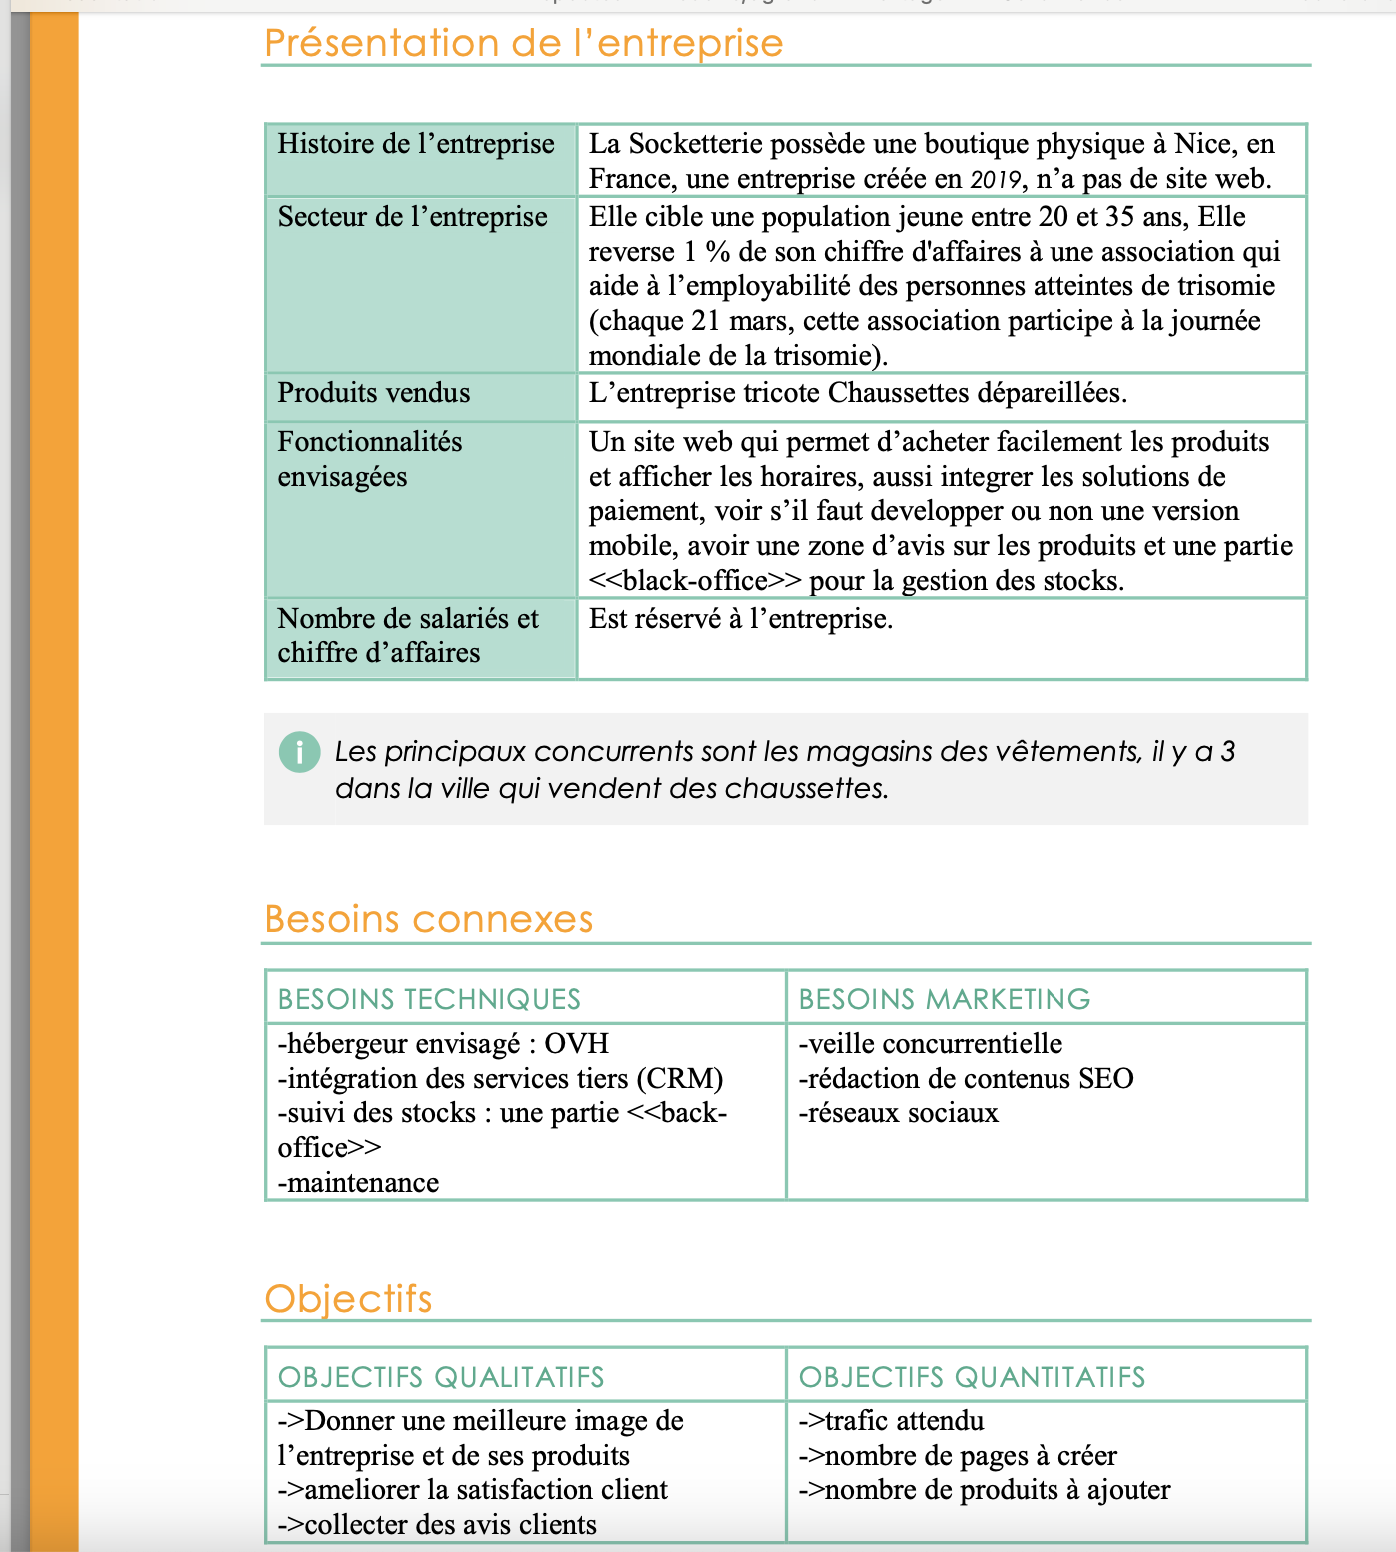 Présentation de l’entreprise
Histoire de l’entreprise
La Socketterie possède une boutique physique à Nice, en
France, une entreprise créée en 2019, n’a pas de site web.
Secteur de l’entreprise
Elle cible une population jeune entre 20 et 35 ans, Elle
reverse 1 % de son chiffre d'affaires à une association qui
aide à l’employabilité des personnes atteintes de trisomie
(chaque 21 mars, cette association participe à la journée
mondiale de la trisomie).
Produits vendus
L’entreprise tricote Chaussettes dépareillées.
Fonctionnalités
envisagées
Un site web qui permet d’acheter facilement les produits
et afficher les horaires, aussi integrer les solutions de
paiement, voir s’il faut developper ou non une version
mobile, avoir une zone d’avis sur les produits et une partie
<<black-office>> pour la gestion des stocks.
Nombre de salariés et
chiffre d’affaires
Est réservé à l’entreprise.
i
Les principaux concurrents sont les magasins des vêtements, il y a 3
dans la ville qui vendent des chaussettes.
Besoins connexes
BESOINS TECHNIQUES
-hébergeur envisagé : OVH
-intégration des services tiers (CRM)
-suivi des stocks : une partie <<back-
office>>
-maintenance
BESOINS MARKETING
-veille concurrentielle
-rédaction de contenus SEO
-réseaux sociaux
Objectifs
OBJECTIFS QUALITATIFS
->Donner une meilleure image de
l’entreprise et de ses produits
->ameliorer la satisfaction client
->collecter des avis clients
OBJECTIFS QUANTITATIFS
->trafic attendu
->nombre de pages à créer
->nombre de produits à ajouter